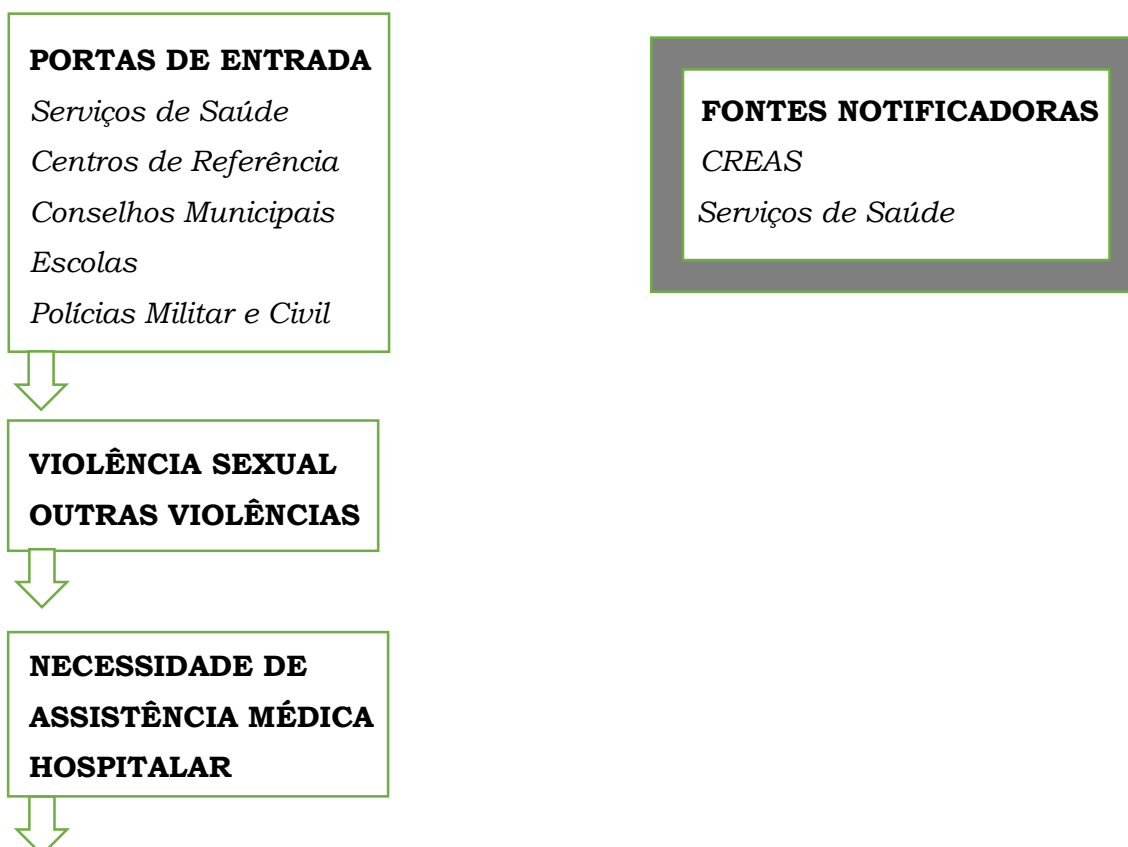 PORTAS DE ENTRADA
Serviços de Saúde
Centros de Referência
Conselhos Municipais
Escolas
Polícias Militar e Civil
FONTES NOTIFICADORAS
CREAS
Serviços de Saúde
VIOLÊNCIA SEXUAL
OUTRAS VIOLÊNCIAS
NECESSIDADE DE
ASSISTÊNCIA MÉDICA
HOSPITALAR